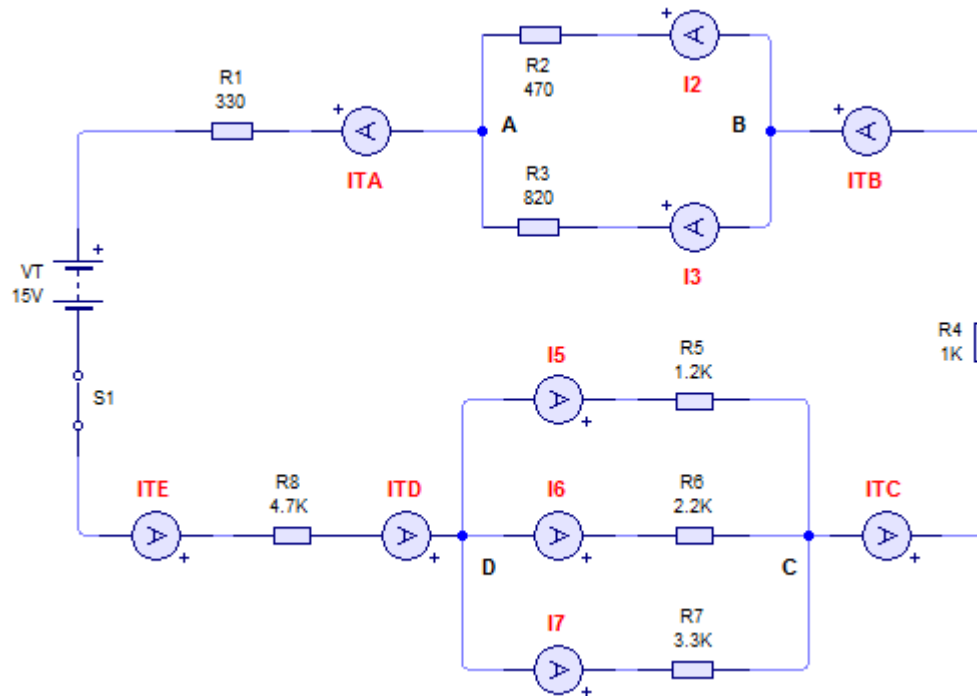 R1
330
+
ITA
A
A
R2
470
+
I2
A
B
R3
820
+
I3
A
+
ITB
A
VT
15V
+
S1
R4
1K
I5
A
+
R5
1.2K
ITE
A
+
R8
4.7K
ITD
A
+
D
I6
A
+
R6
2.2K
C
ITC
A
+
I7
A
+
R7
3.3K